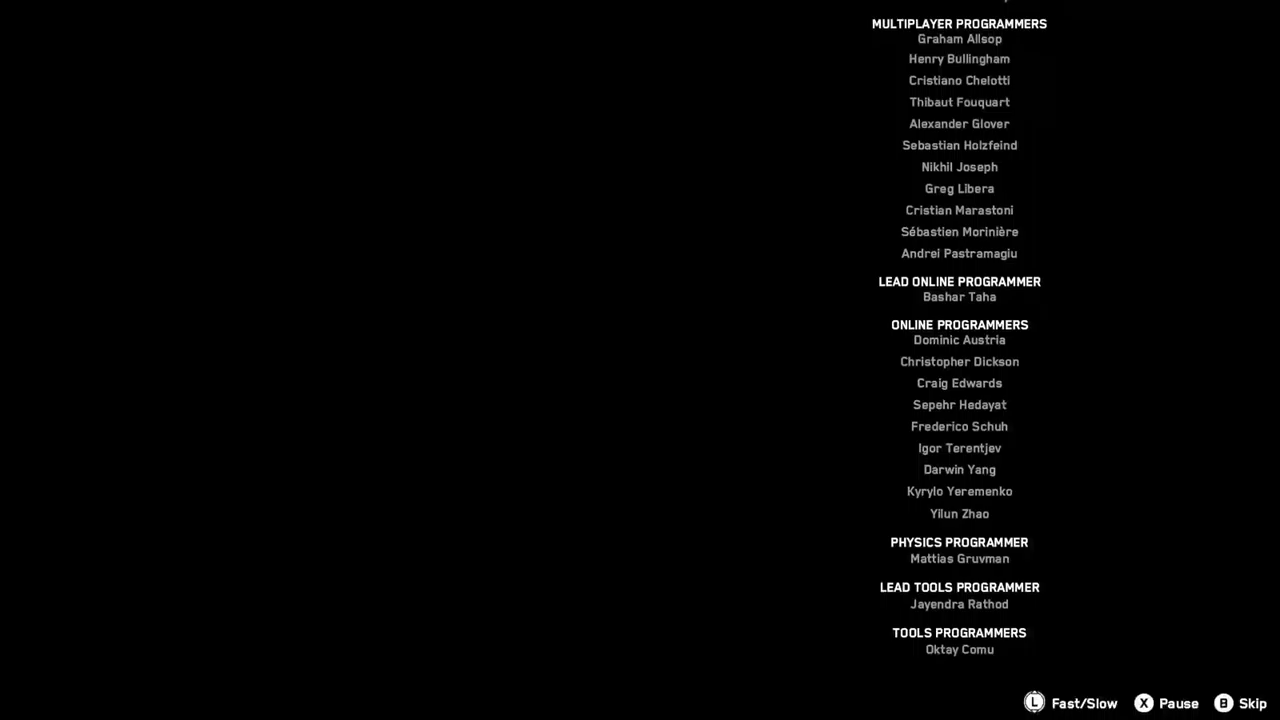 MULTIPLAYER PROGRAMMERS
Graham Allsop
Henry Bullingham
Cristiano Chelotti
Thibaut Fouquart
Alexander Glover
Sebastian Holzfeind
Nikhil Joseph
Greg Libera
Cristian Marastoni
Sébastien Morinière
Andrei Pastramagiu
LEAD ONLINE PROGRAMMER
Bashar Taha
ONLINE PROGRAMMERS
Dominic Austria
Christopher Dickson
Craig Edwards
Sepehr Hedayat
Frederico Schuh
Igor Terentjev
Darwin Yang
Kyrylo Yeremenko
Yilun Zhao
PHYSICS PROGRAMMER
Mattias Gruvman
LEAD TOOLS PROGRAMMER
Jayendra Rathod
TOOLS PROGRAMMERS
Oktay Comu
L Fast/Slow X Pause B Skip